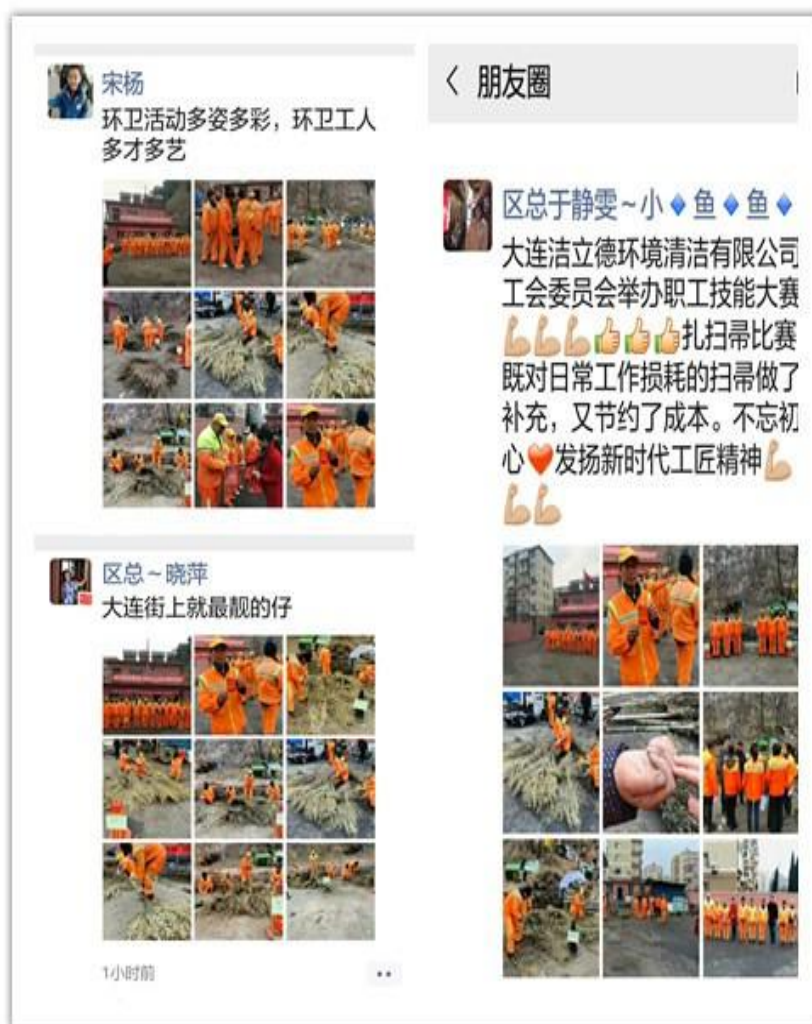 宋杨
环卫活动多姿多彩，环卫工人
多才多艺
区总～晓萍
大连街上就最靓的仔
1小时前
朋友圈
区总于静雯～小🔹鱼🔹鱼🔹
大连洁立德环境清洁有限公司
工会委员会举办职工技能大赛
💪💪💪👍👍👍扎扫帚比赛
既对日常工作损耗的扫帚做了
补充，又节约了成本。不忘初
心❤️发扬新时代工匠精神💪
💪💪